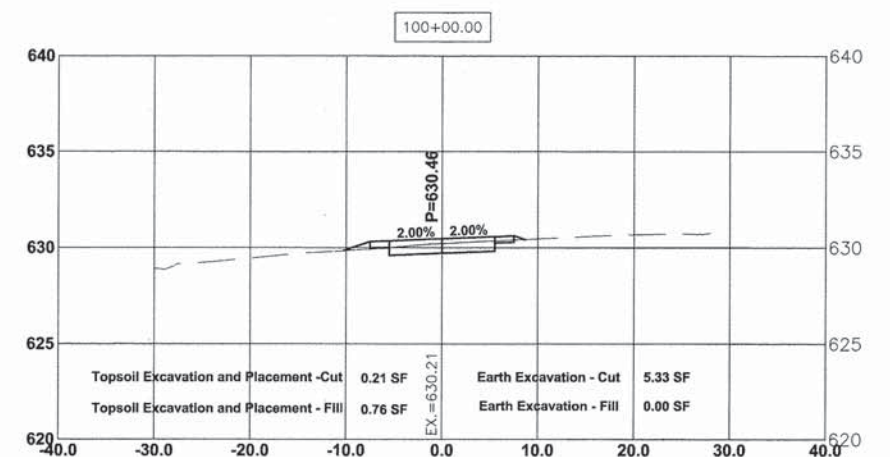 100+00.00
640 640
635 635
P=630.46
2.00% 2.00%
630 630
625 625
EX.=630.21
Topsoil Excavation and Placement -Cut 0.21 SF Earth Excavation - Cut 5.33 SF
Topsoil Excavation and Placement - Fill 0.76 SF Earth Excavation - Fill 0.00 SF
620 620
-40.0 -30.0 -20.0 -10.0 0.0 10.0 20.0 30.0 40.0